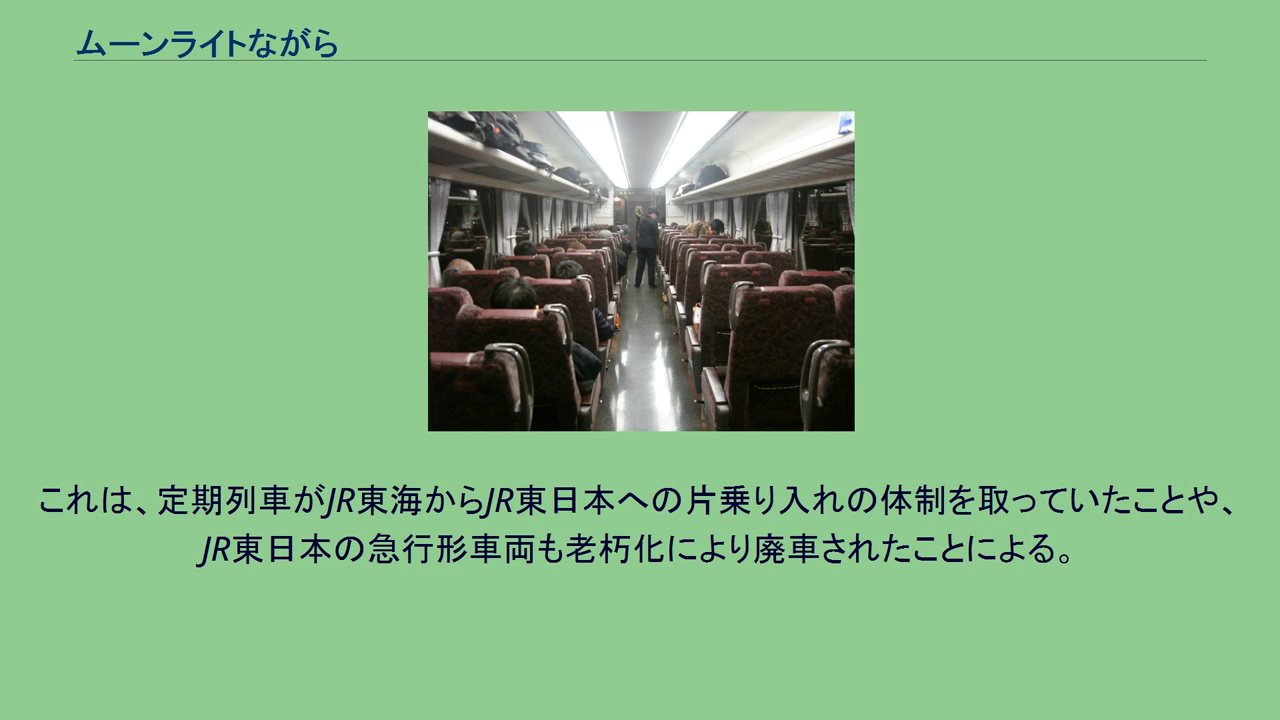 ムーンライトながら
これは、定期列車がJR東海からJR東日本への片乗り入れの体制を取っていたことや、
JR東日本の急行形車両も老朽化により廃車されたことによる。